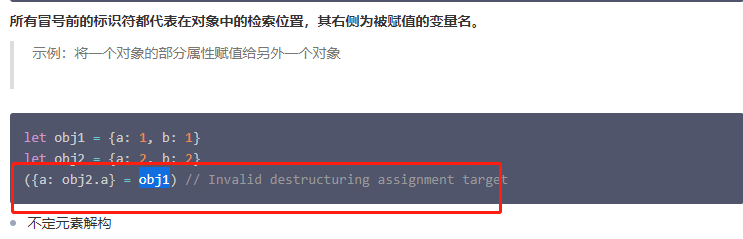 所有冒号前的标识符都代表在对象中的检索位置，其右侧为被赋值的变量名。
示例：将一个对象的部分属性赋值给另外一个对象
let obj1 = {a: 1, b: 1}
let obj2 = {a: 2, b: 2}
({a: obj2.a} = obj1) // Invalid destructuring assignment target
不定元素解构